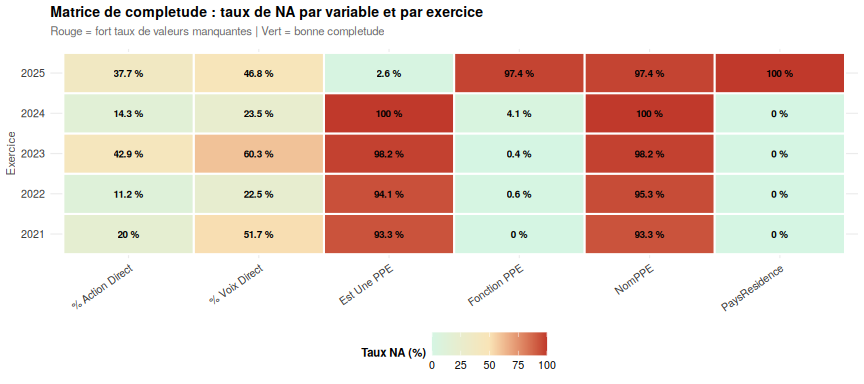 Matrice de completude : taux de NA par variable et par exercice
Rouge = fort taux de valeurs manquantes | Vert = bonne completude
Exercice
2025 37.7 % 46.8 % 2.6 % 97.4 % 97.4 % 100 %
2024 14.3 % 23.5 % 100 % 4.1 % 100 % 0 %
2023 42.9 % 60.3 % 98.2 % 0.4 % 98.2 % 0 %
2022 11.2 % 22.5 % 94.1 % 0.6 % 95.3 % 0 %
2021 20 % 51.7 % 93.3 % 0 % 93.3 % 0 %
% Action Direct % Voix Direct Est Une PPE Fonction PPE NomPPE PaysResidence
Taux NA (%)
0 25 50 75 100